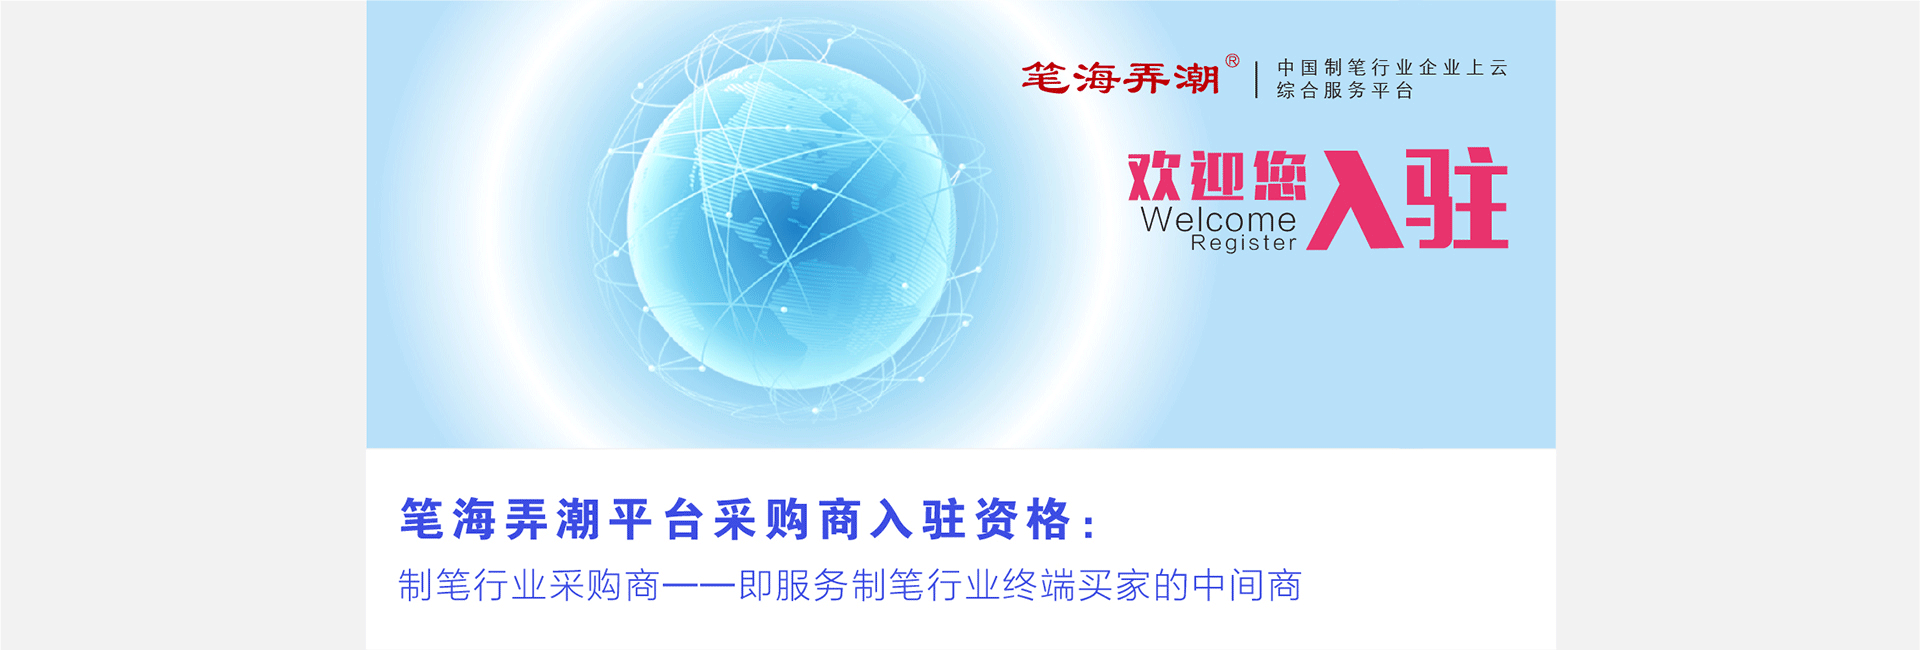 笔海弄潮®
中国制笔行业企业上云
综合服务平台
欢迎您入驻
Welcome
Register
笔海弄潮平台采购商入驻资格：
制笔行业采购商——即服务制笔行业终端买家的中间商